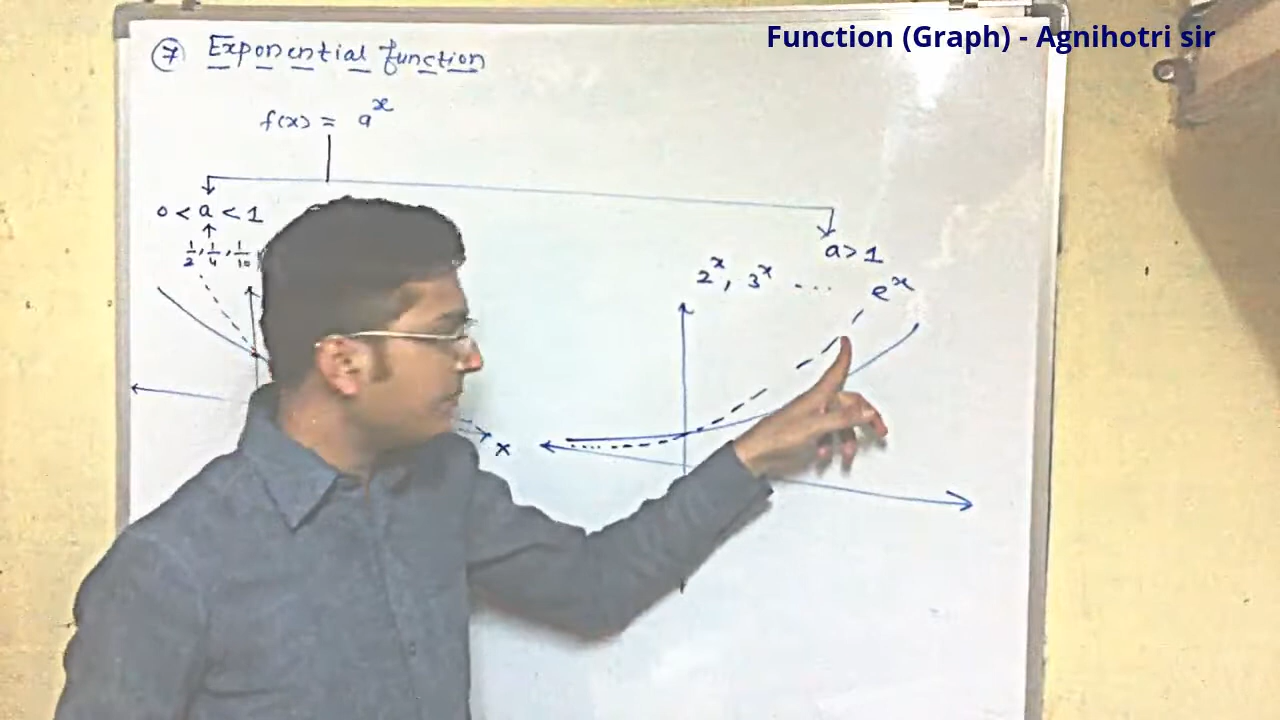 Function (Graph) - Agnihotri sir
⑦ Exponential function
f(x) = a^x
0 < a < 1
1/2, 1/4, 1/10
a > 1
2^x, 3^x ... e^x
x